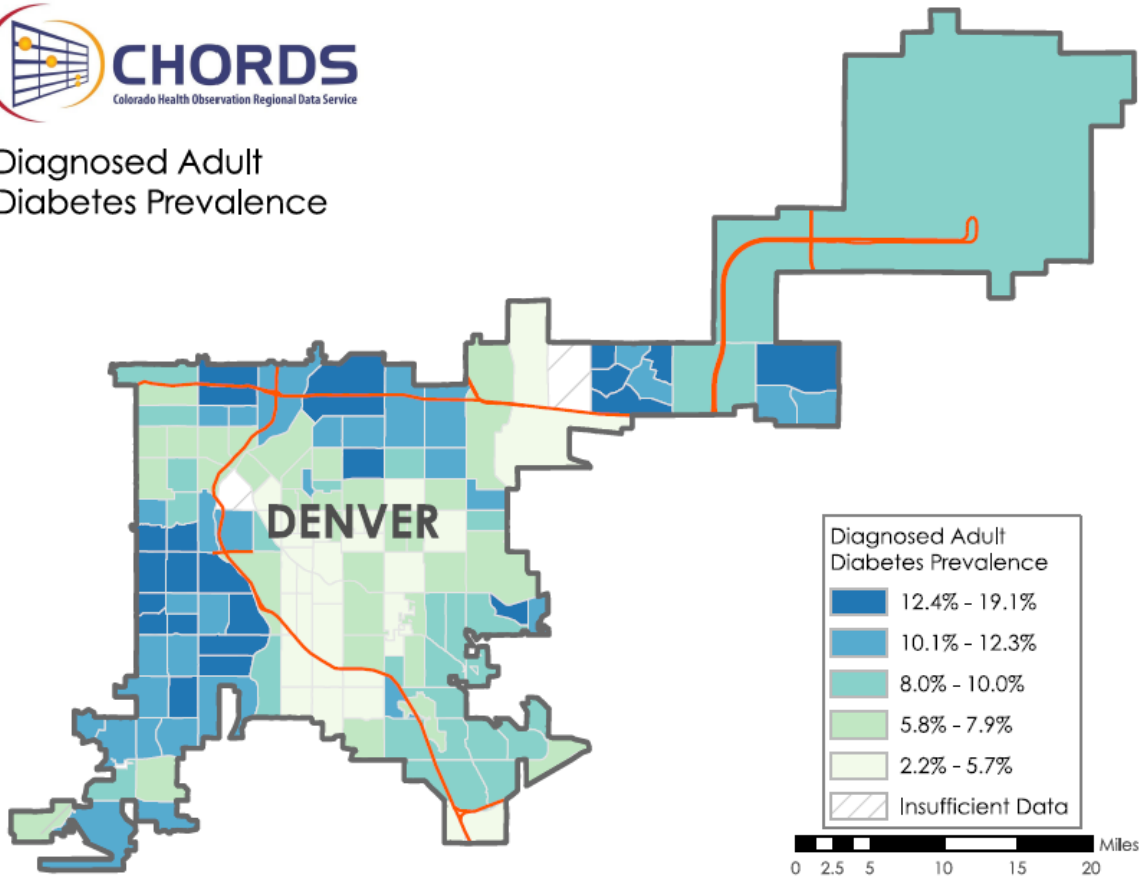 CHORDS
Colorado Health Observation Regional Data Service
Diagnosed Adult
Diabetes Prevalence
DENVER
Diagnosed Adult
Diabetes Prevalence
12.4% - 19.1%
10.1% - 12.3%
8.0% - 10.0%
5.8% - 7.9%
2.2% - 5.7%
Insufficient Data
Miles
0 2.5 5 10 15 20